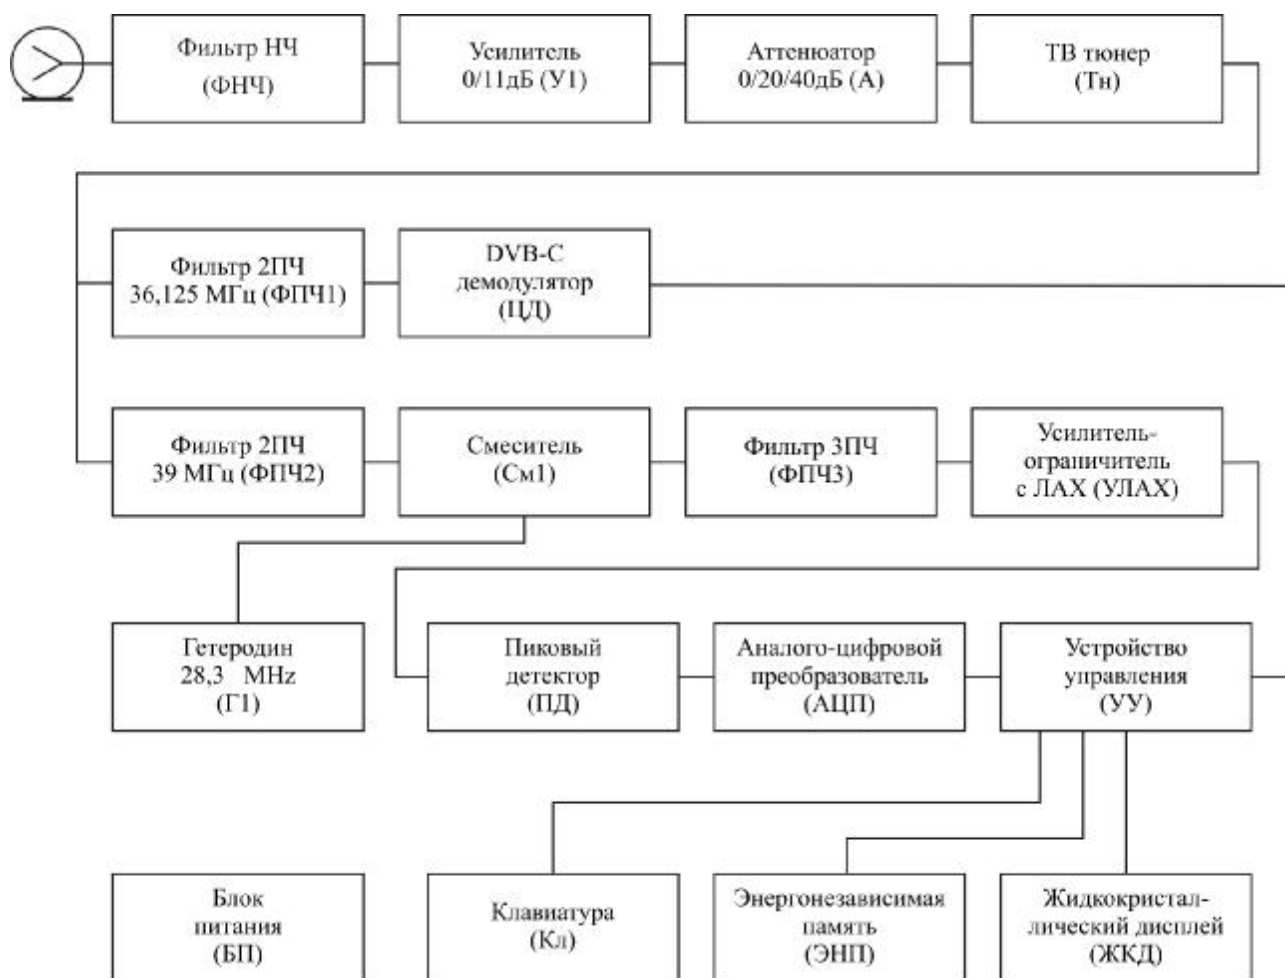 Фильтр НЧ
(ФНЧ)
Усилитель
0/11дБ (У1)
Аттенюатор
0/20/40дБ (А)
ТВ тюнер
(Тн)
Фильтр 2ПЧ
36,125 МГц (ФПЧ1)
DVB-C
демодулятор
(ЦД)
Фильтр 2ПЧ
39 МГц (ФПЧ2)
Смеситель
(См1)
Фильтр 3ПЧ
(ФПЧ3)
Усилитель-
ограничитель
с ЛАХ (УЛАХ)
Гетеродин
28,3 MHz
(Г1)
Пиковый
детектор
(ПД)
Аналого-цифровой
преобразователь
(АЦП)
Устройство
управления
(УУ)
Блок
питания
(БП)
Клавиатура
(Кл)
Энергонезависимая
память
(ЭНП)
Жидкокристал-
лический дисплей
(ЖКД)